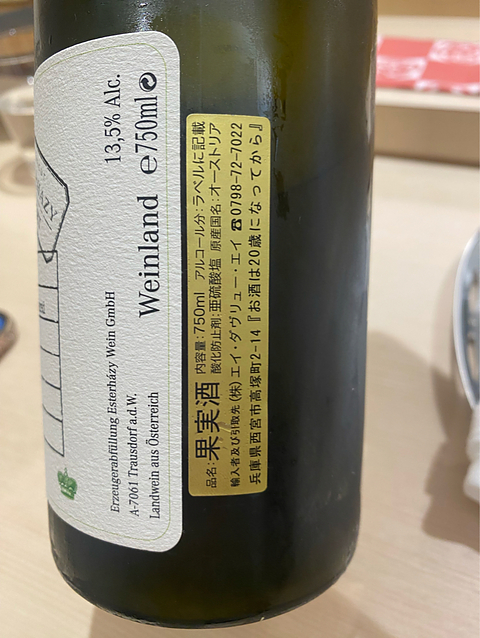 13,5% Alc.
Weinland ℮750ml
Erzeugerabfüllung Esterházy Wein GmbH
A-7061 Trausdorf a.d.W.
Landwein aus Österreich
品名:果実酒
内容量:750ml アルコール分:ラベルに記載
酸化防止剤:亜硫酸塩 原産国名:オーストリア
輸入者及び引取先(株)エイ・ダヴリュー・エイ ☎0798-72-7022
兵庫県西宮市高塚町2-14『お酒は20歳になってから』